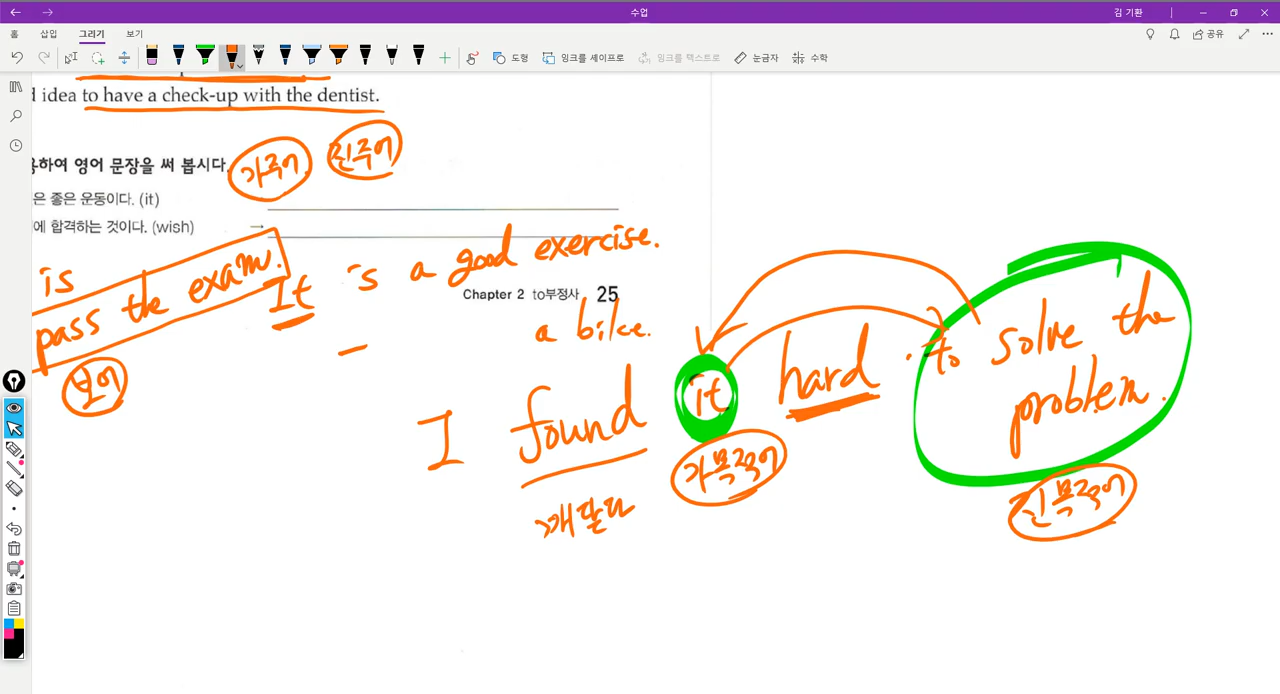 수업
김 기환
홈 삽입 그리기 보기
공유
도형
잉크를 셰이프로
잉크를 텍스트로
눈금자
수학
d idea to have a check-up with the dentist.
용하여 영어 문장을 써 봅시다.
가주어
진주어
은 좋은 운동이다. (it)
에 합격하는 것이다. (wish) →
is
pass the exam.
보어
It is a good exercise.
Chapter 2 to부정사 25
a bike.
I found it hard to solve the
problem.
깨닫다
가목적어
진목적어